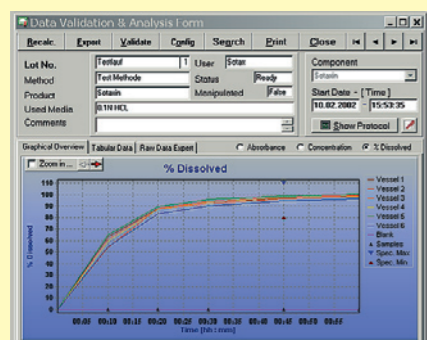 Data Validation & Analysis Form
Recalc. Export Validate Config Search Print Close
Lot No. Testlauf 1 User Sotax
Method Test Methode Status Ready
Product Sotaxin Manipulated False
Used Media 0.1N HCL
Comments
Component
Sotaxin
Start Date - [Time]
10.02.2002 - 15:53:35
Show Protocol
Graphical Overview Tabular Data Raw Data Expert Absorbance Concentration % Dissolved
Zoom in ...
% Dissolved
% Dissolved
110
100
90
80
70
60
50
40
30
20
10
0
00:05 00:10 00:15 00:20 00:25 00:30 00:35 00:40 00:45 00:50 00:55
Time [hh : mm]
Vessel 1
Vessel 2
Vessel 3
Vessel 4
Vessel 5
Vessel 6
Blank
Samples
Spec. Max
Spec. Min